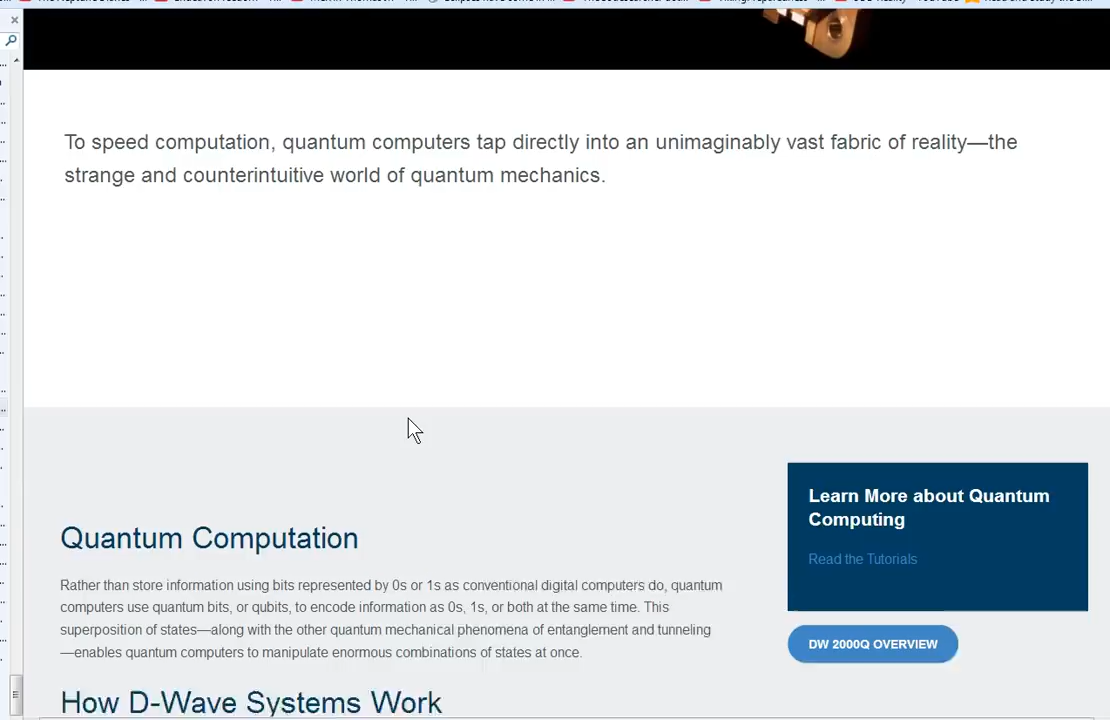 To speed computation, quantum computers tap directly into an unimaginably vast fabric of reality—the
strange and counterintuitive world of quantum mechanics.
Quantum Computation
Rather than store information using bits represented by 0s or 1s as conventional digital computers do, quantum
computers use quantum bits, or qubits, to encode information as 0s, 1s, or both at the same time. This
superposition of states—along with the other quantum mechanical phenomena of entanglement and tunneling
—enables quantum computers to manipulate enormous combinations of states at once.
How D-Wave Systems Work
Learn More about Quantum
Computing
Read the Tutorials
DW 2000Q OVERVIEW